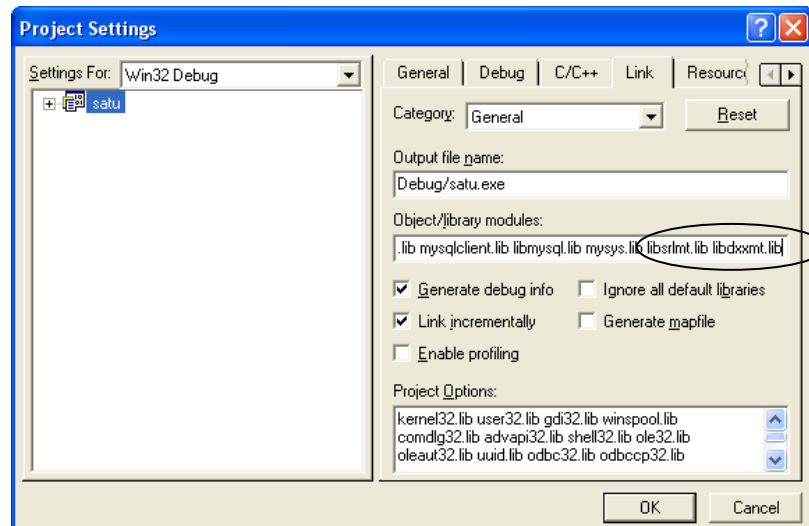 Project Settings
Settings For: Win32 Debug
satu
General Debug C/C++ Link
Category: General Reset
Output file name:
Debug/satu.exe
Object/library modules:
.lib mysqlclient.lib libmysql.lib mysys.lib libsrlmt.lib libdxxmt.lib
Generate debug info Ignore all default libraries
Link incrementally Generate mapfile
Enable profiling
Project Options:
kernel32.lib user32.lib gdi32.lib winspool.lib
comdlg32.lib advapi32.lib shell32.lib ole32.lib
oleaut32.lib uuid.lib odbc32.lib odbccp32.lib
OK Cancel